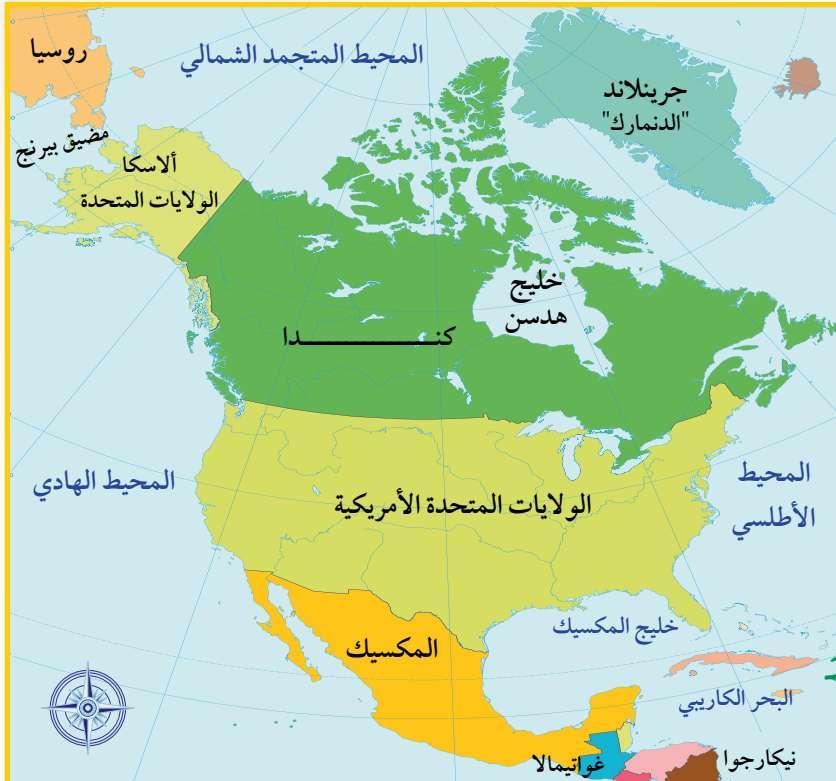 روسيا
المحيط المتجمد الشمالي
جرينلاند
"الدنمارك"
مضيق بيرنج
ألاسكا
الولايات المتحدة
خليج
هدسن
كنـــــــــــدا
المحيط الهادي
المحيط
الأطلسي
الولايات المتحدة الأمريكية
خليج المكسيك
المكسيك
البحر الكاريبي
نيكارجوا
غواتيمالا